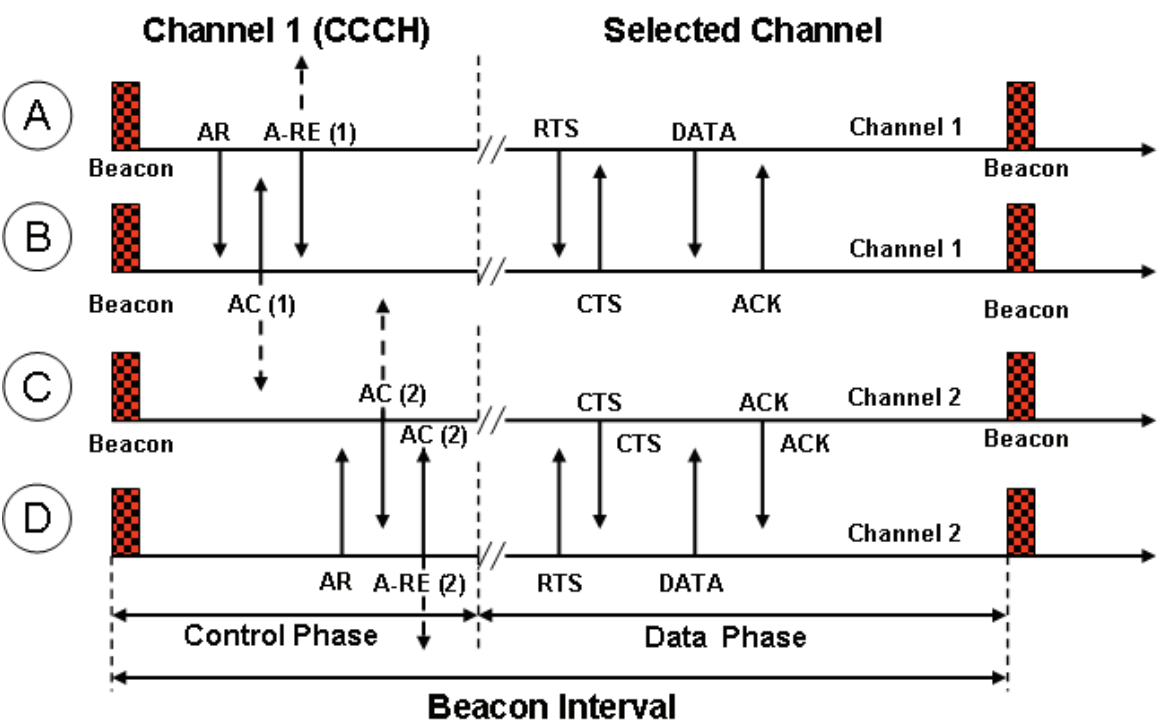 Channel 1 (CCCH)
Selected Channel
A
AR
A-RE (1)
RTS
DATA
Channel 1
Beacon
Beacon
B
Channel 1
Beacon
AC (1)
CTS
ACK
Beacon
C
AC (2)
CTS
ACK
Channel 2
Beacon
AC (2)
CTS
ACK
Beacon
D
Channel 2
AR
A-RE (2)
RTS
DATA
Control Phase
Data Phase
Beacon Interval